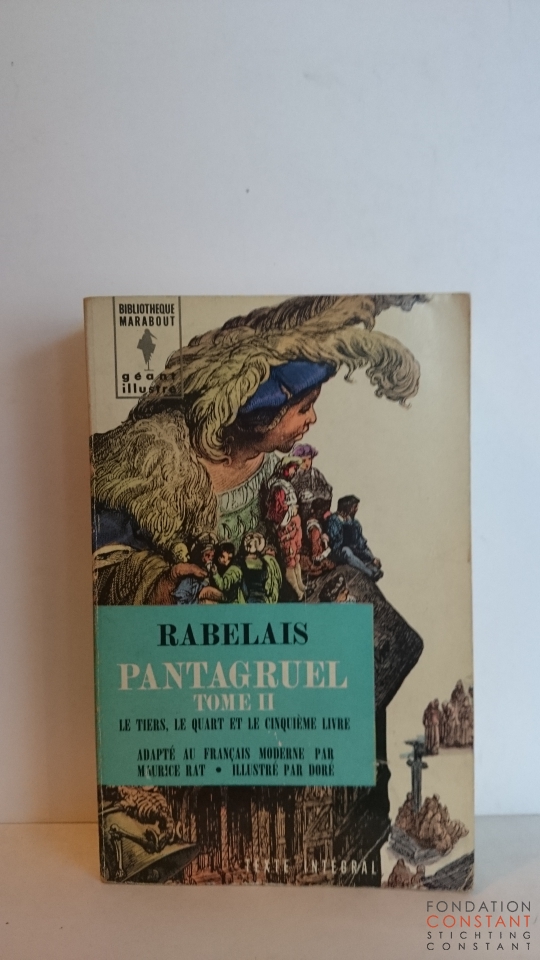 BIBLIOTHEQUE
MARABOUT
géant
illustré
RABELAIS
PANTAGRUEL
TOME II
LE TIERS, LE QUART ET LE CINQUIÈME LIVRE
ADAPTÉ AU FRANÇAIS MODERNE PAR
MAURICE RAT • ILLUSTRÉ PAR DORÉ
TEXTE INTEGRAL
FONDATION
CONSTANT
STICHTING
CONSTANT